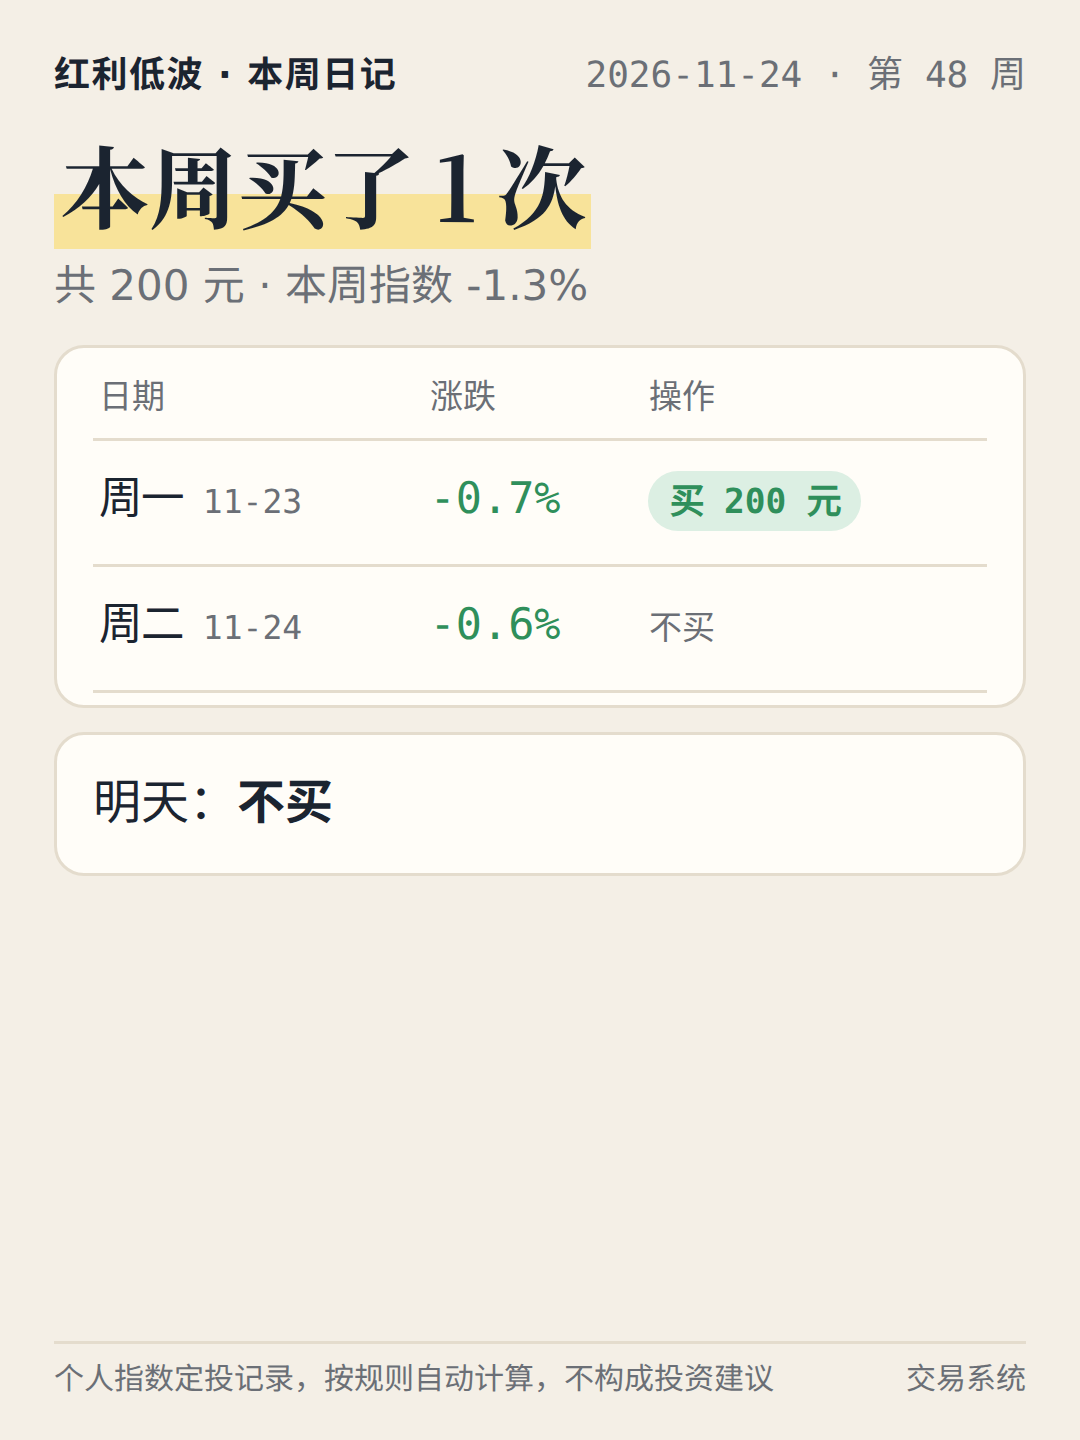 红利低波 · 本周日记 2026-11-24 · 第 48 周
本周买了 1 次
共 200 元 · 本周指数 -1.3%
日期 涨跌 操作
周一 11-23 -0.7% 买 200 元
周二 11-24 -0.6% 不买
明天：不买
个人指数定投记录，按规则自动计算，不构成投资建议 交易系统